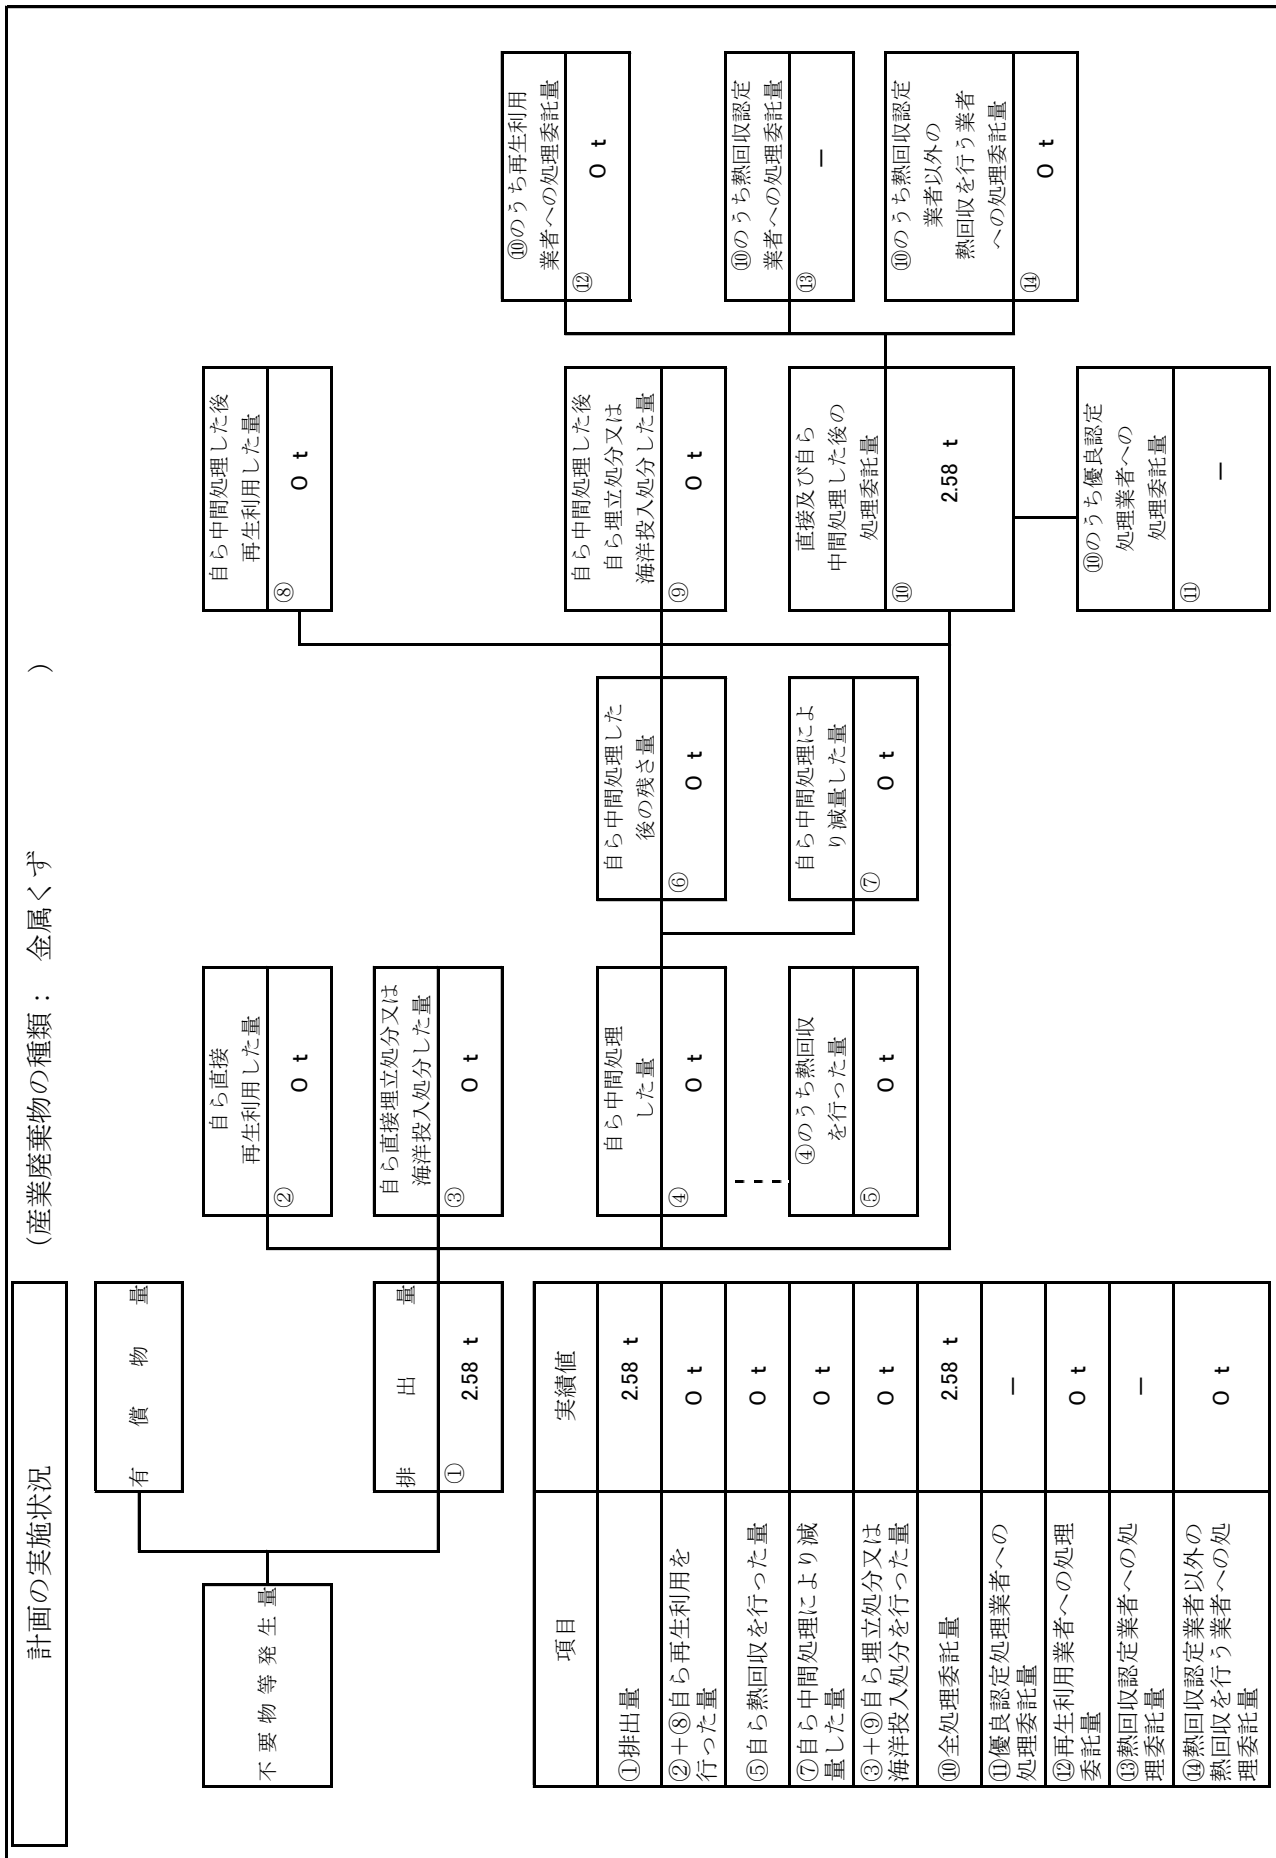 計画の実施状況
(産業廃棄物の種類： 金属くず )
不要物等発生量
有償物量
排出量
①
2.58 t
自ら直接
再生利用した量
②
0 t
自ら直接埋立処分又は
海洋投入処分した量
③
0 t
自ら中間処理
した量
④
0 t
④のうち熱回収
を行った量
⑤
0 t
自ら中間処理した
後の残さ量
⑥
0 t
自ら中間処理によ
り減量した量
⑦
0 t
自ら中間処理した後
再生利用した量
⑧
0 t
自ら中間処理した後
自ら埋立処分又は
海洋投入処分した量
⑨
0 t
直接及び自ら
中間処理した後の
処理委託量
⑩
2.58 t
⑩のうち優良認定
処理業者への
処理委託量
⑪
－
⑩のうち再生利用
業者への処理委託量
⑫
0 t
⑩のうち熱回収認定
業者への処理委託量
⑬
－
⑩のうち熱回収認定
業者以外の
熱回収を行う業者
への処理委託量
⑭
0 t
項目 実績値
①排出量 2.58 t
②＋⑧自ら再生利用を
行った量 0 t
⑤自ら熱回収を行った量 0 t
⑦自ら中間処理により減
量した量 0 t
③＋⑨自ら埋立処分又は
海洋投入処分を行った量 0 t
⑩全処理委託量 2.58 t
⑪優良認定処理業者への
処理委託量 －
⑫再生利用業者への処理
委託量 0 t
⑬熱回収認定業者への処
理委託量 －
⑭熱回収認定業者以外の
熱回収を行う業者への処
理委託量 0 t